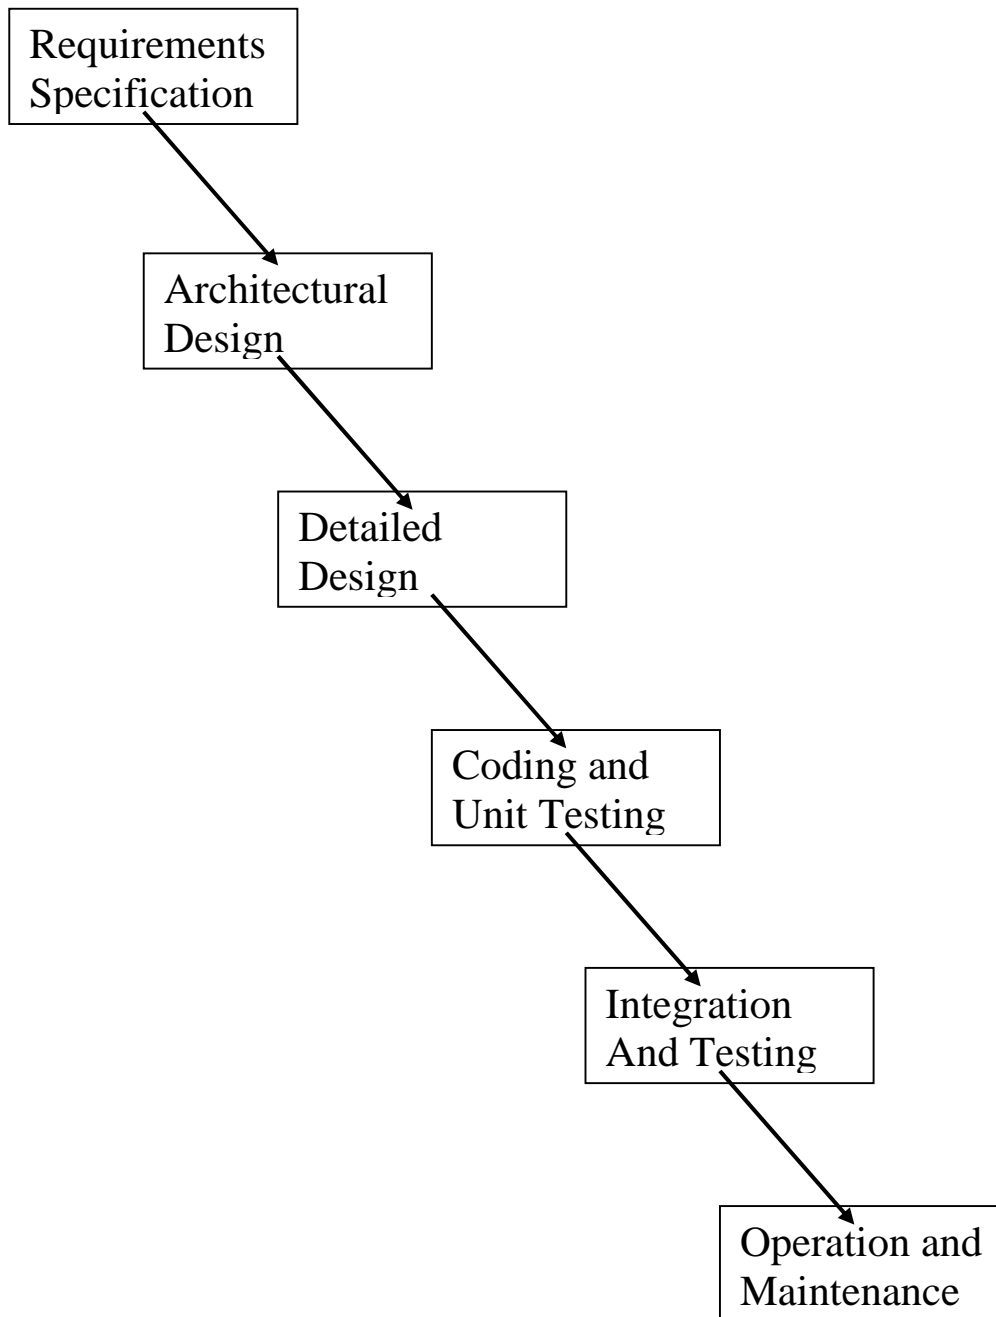 Requirements
Specification
Architectural
Design
Detailed
Design
Coding and
Unit Testing
Integration
And Testing
Operation and
Maintenance